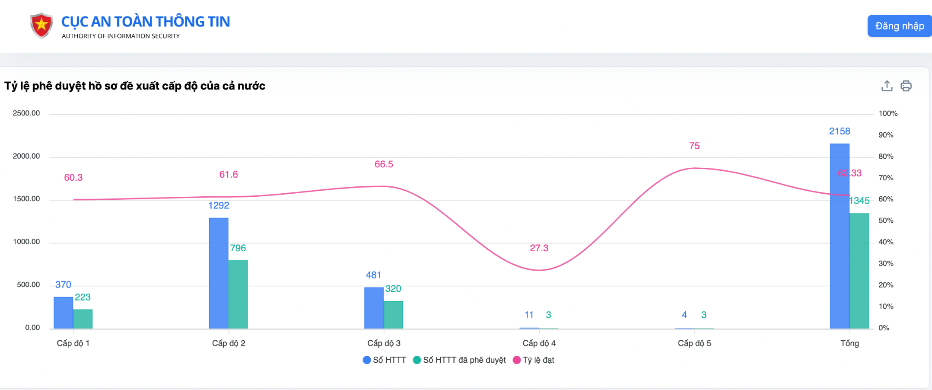 CỤC AN TOÀN THÔNG TIN
AUTHORITY OF INFORMATION SECURITY
Đăng nhập
Tỷ lệ phê duyệt hồ sơ đề xuất cấp độ của cả nước
2500.00
2000.00
1500.00
1000.00
500.00
0.00
100%
90%
80%
70%
60%
50%
40%
30%
20%
10%
0%
60.3
61.6
66.5
27.3
75
370
223
1292
796
481
320
11
3
4
3
2158
1345
Cấp độ 1
Cấp độ 2
Cấp độ 3
Cấp độ 4
Cấp độ 5
Tổng
Số HTTT
Số HTTT đã phê duyệt
Tỷ lệ đạt